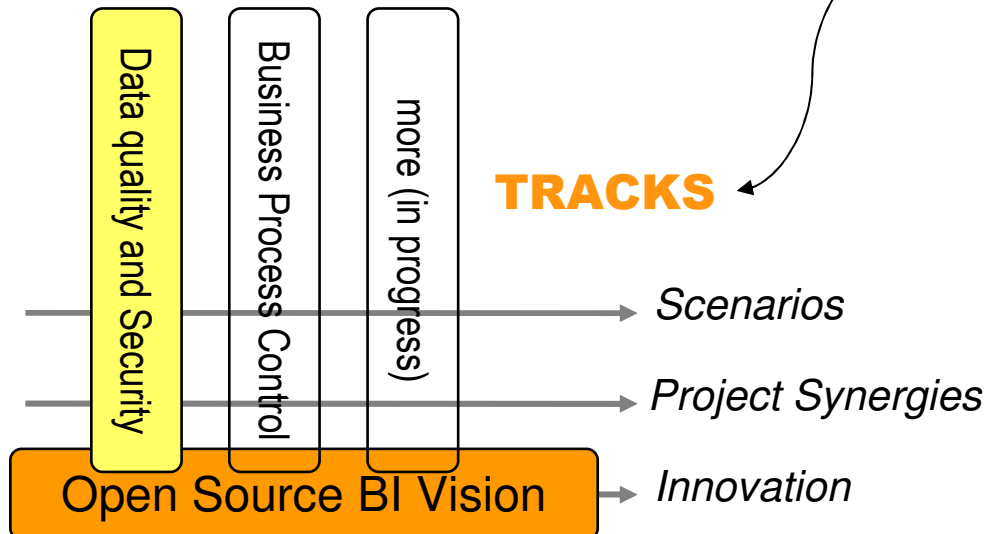 Data quality and Security
Business Process Control
more (in progress)
TRACKS
Scenarios
Project Synergies
Open Source BI Vision
Innovation